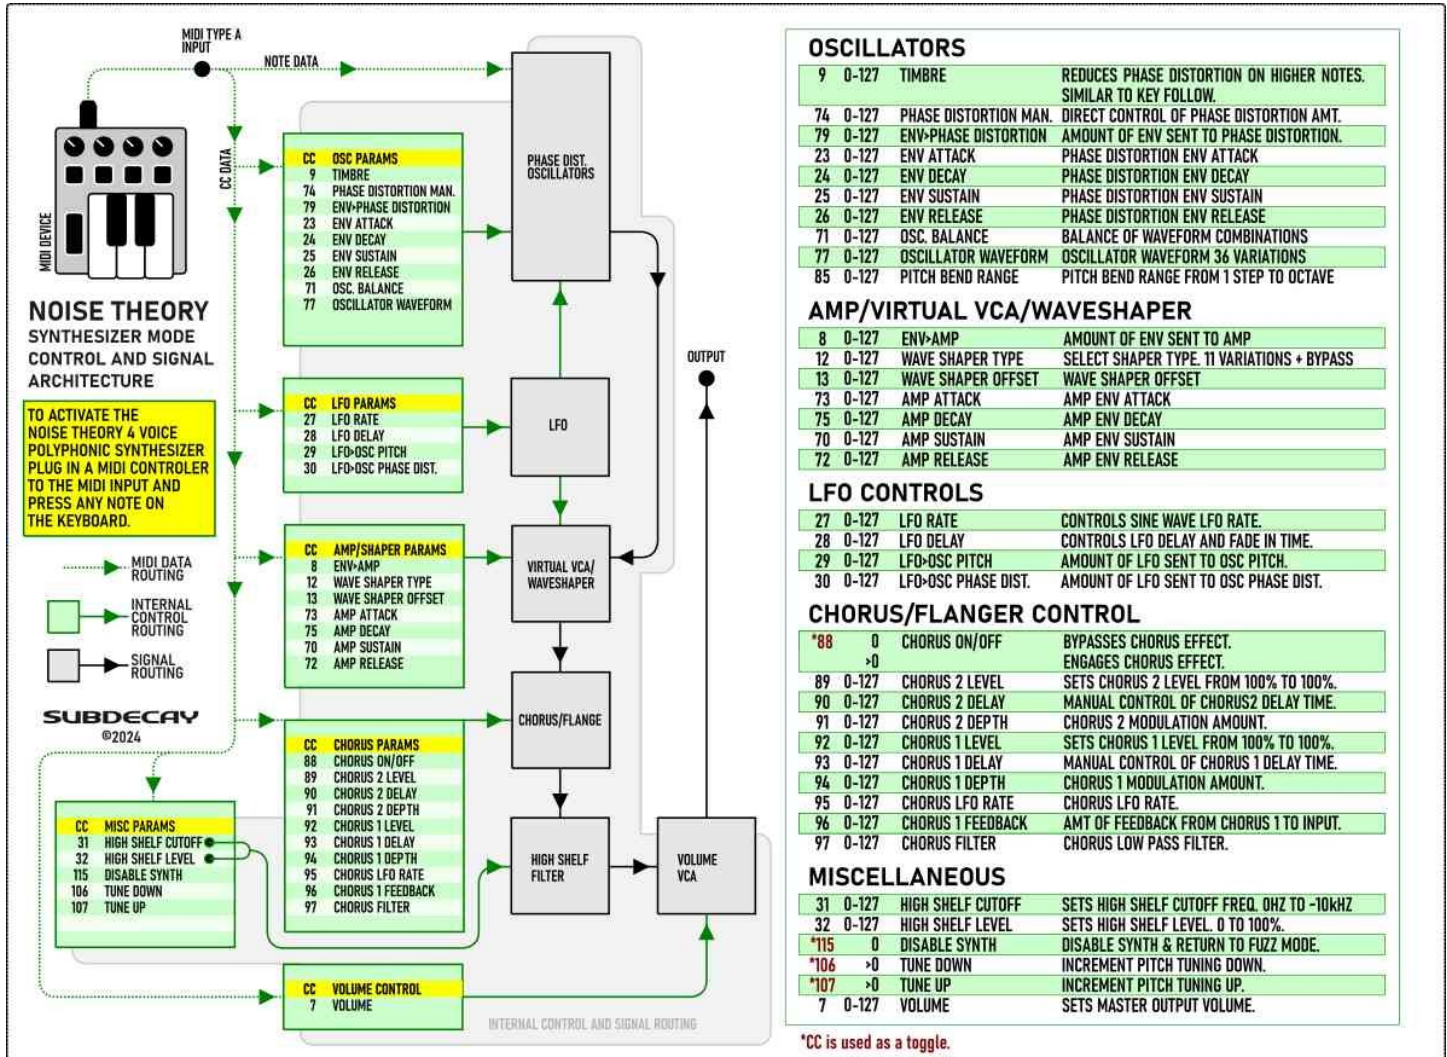 MIDI TYPE A
INPUT
NOTE DATA
CC DATA
MIDI DEVICE
NOISE THEORY
SYNTHESIZER MODE
CONTROL AND SIGNAL
ARCHITECTURE
TO ACTIVATE THE
NOISE THEORY 4 VOICE
POLYPHONIC SYNTHESIZER
PLUG IN A MIDI CONTROLER
TO THE MIDI INPUT AND
PRESS ANY NOTE ON
THE KEYBOARD.
MIDI DATA
ROUTING
INTERNAL
CONTROL
ROUTING
SIGNAL
ROUTING
SUBDECAY
©2024
CC MISC PARAMS
31 HIGH SHELF CUTOFF
32 HIGH SHELF LEVEL
115 DISABLE SYNTH
106 TUNE DOWN
107 TUNE UP
CC OSC PARAMS
9 TIMBRE
74 PHASE DISTORTION MAN.
79 ENV>PHASE DISTORTION
23 ENV ATTACK
24 ENV DECAY
25 ENV SUSTAIN
26 ENV RELEASE
71 OSC. BALANCE
77 OSCILLATOR WAVEFORM
CC LFO PARAMS
27 LFO RATE
28 LFO DELAY
29 LFO>OSC PITCH
30 LFO>OSC PHASE DIST.
CC AMP/SHAPER PARAMS
8 ENV>AMP
12 WAVE SHAPER TYPE
13 WAVE SHAPER OFFSET
73 AMP ATTACK
75 AMP DECAY
70 AMP SUSTAIN
72 AMP RELEASE
CC CHORUS PARAMS
88 CHORUS ON/OFF
89 CHORUS 2 LEVEL
90 CHORUS 2 DELAY
91 CHORUS 2 DEPTH
92 CHORUS 1 LEVEL
93 CHORUS 1 DELAY
94 CHORUS 1 DEPTH
95 CHORUS LFO RATE
96 CHORUS 1 FEEDBACK
97 CHORUS FILTER
CC VOLUME CONTROL
7 VOLUME
PHASE DIST.
OSCILLATORS
LFO
VIRTUAL VCA/
WAVESHAPER
CHORUS/FLANGE
HIGH SHELF
FILTER
VOLUME
VCA
OUTPUT
INTERNAL CONTROL AND SIGNAL ROUTING
OSCILLATORS
9 0-127 TIMBRE REDUCES PHASE DISTORTION ON HIGHER NOTES.
SIMILAR TO KEY FOLLOW.
74 0-127 PHASE DISTORTION MAN. DIRECT CONTROL OF PHASE DISTORTION AMT.
79 0-127 ENV>PHASE DISTORTION AMOUNT OF ENV SENT TO PHASE DISTORTION.
23 0-127 ENV ATTACK PHASE DISTORTION ENV ATTACK
24 0-127 ENV DECAY PHASE DISTORTION ENV DECAY
25 0-127 ENV SUSTAIN PHASE DISTORTION ENV SUSTAIN
26 0-127 ENV RELEASE PHASE DISTORTION ENV RELEASE
71 0-127 OSC. BALANCE BALANCE OF WAVEFORM COMBINATIONS
77 0-127 OSCILLATOR WAVEFORM OSCILLATOR WAVEFORM 36 VARIATIONS
85 0-127 PITCH BEND RANGE PITCH BEND RANGE FROM 1 STEP TO OCTAVE
AMP/VIRTUAL VCA/WAVESHAPER
8 0-127 ENV>AMP AMOUNT OF ENV SENT TO AMP
12 0-127 WAVE SHAPER TYPE SELECT SHAPER TYPE. 11 VARIATIONS + BYPASS
13 0-127 WAVE SHAPER OFFSET WAVE SHAPER OFFSET
73 0-127 AMP ATTACK AMP ENV ATTACK
75 0-127 AMP DECAY AMP ENV DECAY
70 0-127 AMP SUSTAIN AMP ENV SUSTAIN
72 0-127 AMP RELEASE AMP ENV RELEASE
LFO CONTROLS
27 0-127 LFO RATE CONTROLS SINE WAVE LFO RATE.
28 0-127 LFO DELAY CONTROLS LFO DELAY AND FADE IN TIME.
29 0-127 LFO>OSC PITCH AMOUNT OF LFO SENT TO OSC PITCH.
30 0-127 LFO>OSC PHASE DIST. AMOUNT OF LFO SENT TO OSC PHASE DIST.
CHORUS/FLANGER CONTROL
*88 0 CHORUS ON/OFF BYPASSES CHORUS EFFECT.
>0 ENGAGES CHORUS EFFECT.
89 0-127 CHORUS 2 LEVEL SETS CHORUS 2 LEVEL FROM 100% TO 100%.
90 0-127 CHORUS 2 DELAY MANUAL CONTROL OF CHORUS2 DELAY TIME.
91 0-127 CHORUS 2 DEPTH CHORUS 2 MODULATION AMOUNT.
92 0-127 CHORUS 1 LEVEL SETS CHORUS 1 LEVEL FROM 100% TO 100%.
93 0-127 CHORUS 1 DELAY MANUAL CONTROL OF CHORUS 1 DELAY TIME.
94 0-127 CHORUS 1 DEPTH CHORUS 1 MODULATION AMOUNT.
95 0-127 CHORUS LFO RATE CHORUS LFO RATE.
96 0-127 CHORUS 1 FEEDBACK AMT OF FEEDBACK FROM CHORUS 1 TO INPUT.
97 0-127 CHORUS FILTER CHORUS LOW PASS FILTER.
MISCELLANEOUS
31 0-127 HIGH SHELF CUTOFF SETS HIGH SHELF CUTOFF FREQ. 0HZ TO ~10kHZ
32 0-127 HIGH SHELF LEVEL SETS HIGH SHELF LEVEL. 0 TO 100%.
*115 0 DISABLE SYNTH DISABLE SYNTH & RETURN TO FUZZ MODE.
*106 >0 TUNE DOWN INCREMENT PITCH TUNING DOWN.
*107 >0 TUNE UP INCREMENT PITCH TUNING UP.
7 0-127 VOLUME SETS MASTER OUTPUT VOLUME.
*CC is used as a toggle.